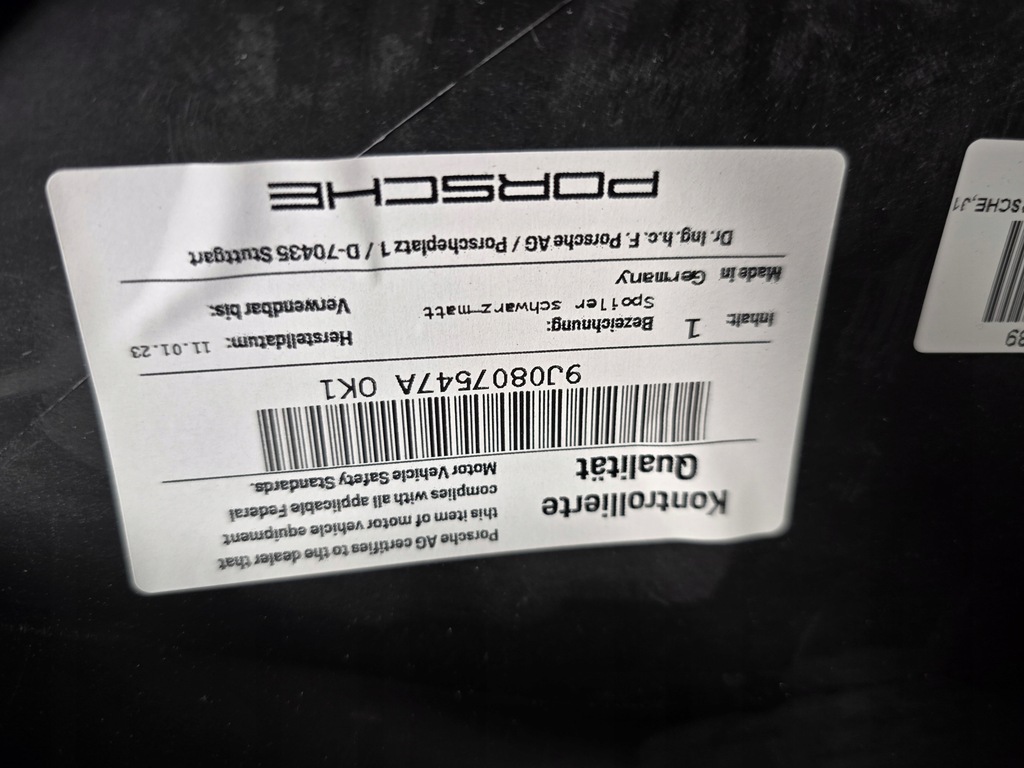 PORSCHE
Dr. Ing. h.c. F. Porsche AG / Porscheplatz 1 / D-70435 Stuttgart
Made in Germany
Inhalt: 1 Bezeichnung: Spoiler schwarz-matt
Verwendbar bis:
Herstelldatum: 11.01.23
9J0807547A OK1
Kontrollierte
Qualität
Porsche AG certifies to the dealer that
this item of motor vehicle equipment
complies with all applicable Federal
Motor Vehicle Safety Standards.